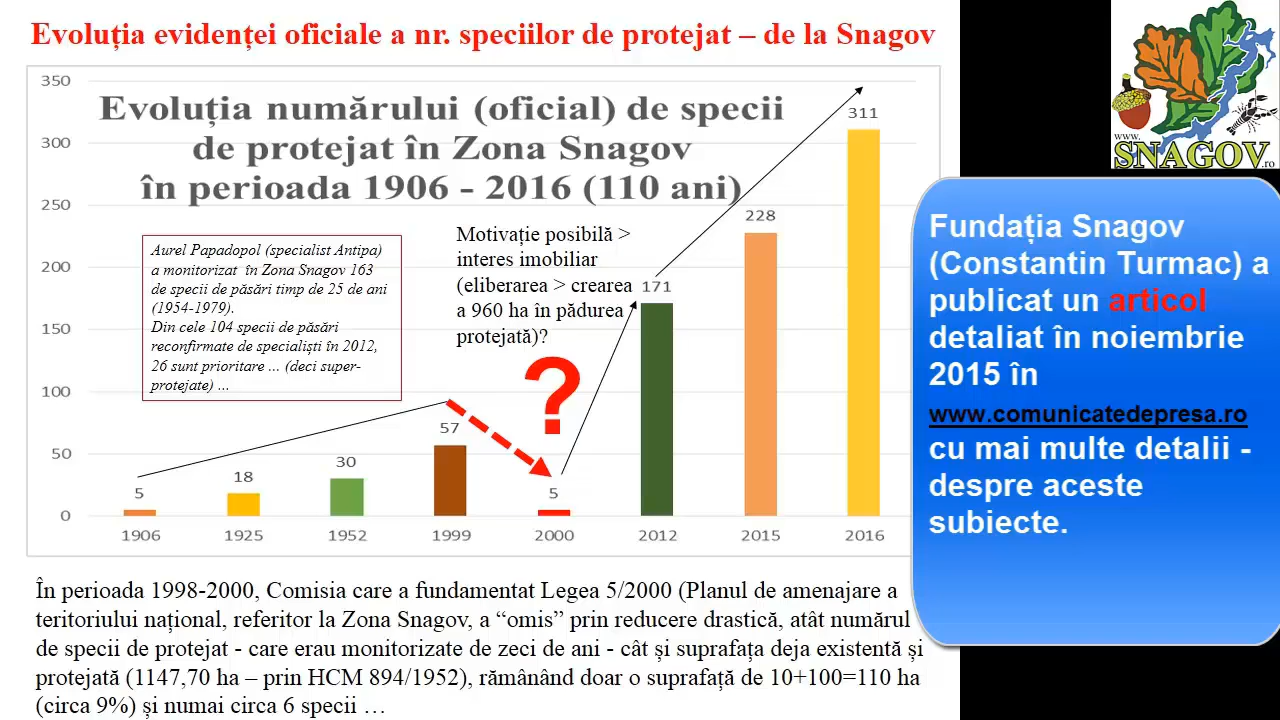 Evoluția evidenței oficiale a nr. speciilor de protejat – de la Snagov
Evoluția numărului (oficial) de specii
de protejat în Zona Snagov
în perioada 1906 - 2016 (110 ani)
350
300
250
200
150
100
50
0
Aurel Papadopol (specialist Antipa)
a monitorizat în Zona Snagov 163
de specii de păsări timp de 25 de ani
(1954-1979).
Din cele 104 specii de păsări
reconfirmate de specialiști în 2012,
26 sunt prioritare ... (deci super-
protejate) ...
Motivație posibilă >
interes imobiliar
(eliberarea > crearea
a 960 ha în pădurea
protejată)?
?
5
18
30
57
5
171
228
311
1906
1925
1952
1999
2000
2012
2015
2016
În perioada 1998-2000, Comisia care a fundamentat Legea 5/2000 (Planul de amenajare a
teritoriului național, referitor la Zona Snagov, a “omis” prin reducere drastică, atât numărul
de specii de protejat - care erau monitorizate de zeci de ani - cât și suprafața deja existentă și
protejată (1147,70 ha – prin HCM 894/1952), rămânând doar o suprafață de 10+100=110 ha
(circa 9%) și numai circa 6 specii …
www.
SNAGOV.ro
Fundația Snagov
(Constantin Turmac) a
publicat un articol
detaliat în noiembrie
2015 în
www.comunicatedepresa.ro
cu mai multe detalii -
despre aceste
subiecte.